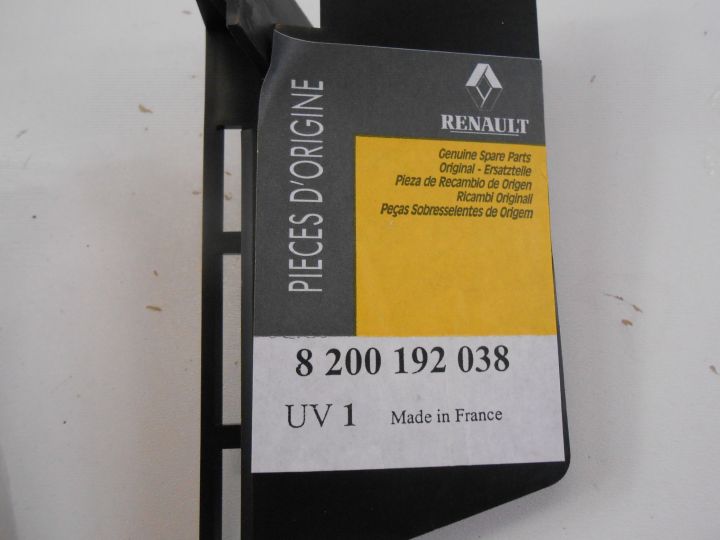 PIECES D'ORIGINE
RENAULT
Genuine Spare Parts
Original - Ersatzteile
Pieza de Recambio de Origen
Ricambi Originali
Peças Sobresselentes de Origem
8 200 192 038
UV 1 Made in France